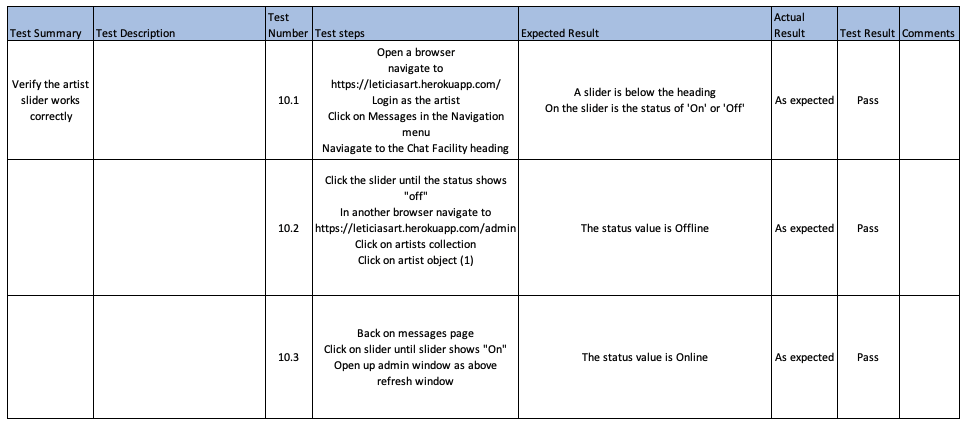 Test Summary
Test Description
Test
Number
Test steps
Expected Result
Actual
Result
Test Result
Comments
Verify the artist
slider works
correctly
10.1
Open a browser
navigate to
https://leticiasart.herokuapp.com/
Login as the artist
Click on Messages in the Navigation
menu
Naviagate to the Chat Facility heading
A slider is below the heading
On the slider is the status of 'On' or 'Off'
As expected
Pass
10.2
Click the slider until the status shows
"off"
In another browser navigate to
https://leticiasart.herokuapp.com/admin
Click on artists collection
Click on artist object (1)
The status value is Offline
As expected
Pass
10.3
Back on messages page
Click on slider until slider shows "On"
Open up admin window as above
refresh window
The status value is Online
As expected
Pass